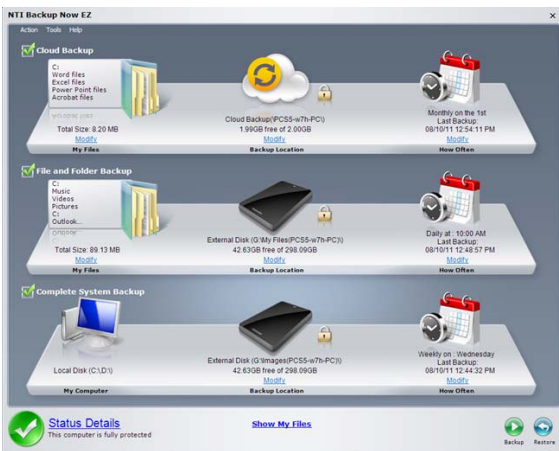 NTI Backup Now EZ
Action Tools Help
Cloud Backup
C:
Word files
Excel files
Power Point files
Acrobat files
Total Size: 8.20 MB
Modify
My Files
Cloud Backup(\PCS5-w7h-PC\)
1.99GB free of 2.00GB
Modify
Backup Location
Monthly on the 1st
Last Backup:
08/10/11 12:54:11 PM
Modify
How Often
File and Folder Backup
C:
Music
Videos
Pictures
C:
Outlook...
Total Size: 89.13 MB
Modify
My Files
External Disk (G:\My Files(PCS5-w7h-PC)\)
42.63GB free of 298.09GB
Modify
Backup Location
Daily at : 10:00 AM
Last Backup:
08/10/11 12:48:57 PM
Modify
How Often
Complete System Backup
Local Disk (C:\,D:\)
My Computer
External Disk (G:\Images(PCS5-w7h-PC)\)
42.63GB free of 298.09GB
Modify
Backup Location
Weekly on : Wednesday
Last Backup:
08/10/11 12:44:32 PM
Modify
How Often
Status Details
This computer is fully protected
Show My Files
Backup
Restore